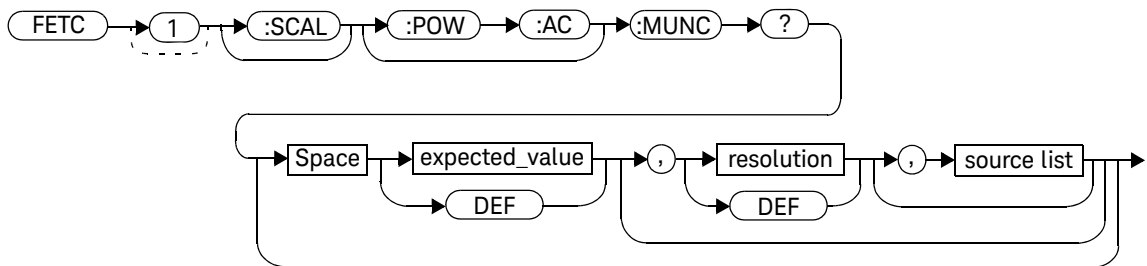 FETC 1 :SCAL :POW :AC :MUNC ?
Space expected_value , resolution , source list
DEF DEF